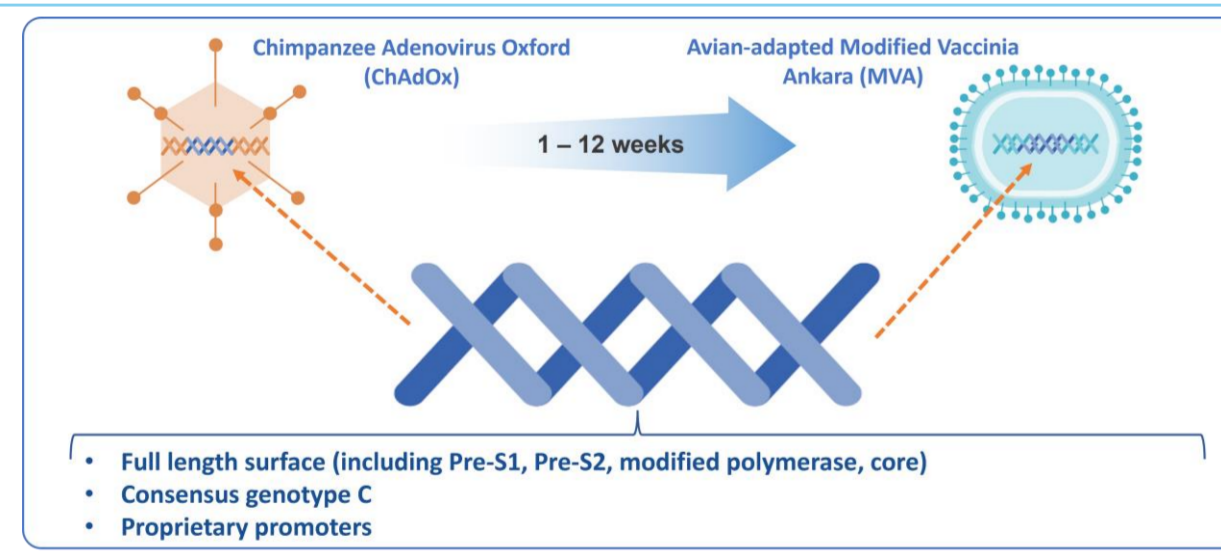 Chimpanzee Adenovirus Oxford
(ChAdOx)
Avian-adapted Modified Vaccinia
Ankara (MVA)
1 – 12 weeks
• Full length surface (including Pre-S1, Pre-S2, modified polymerase, core)
• Consensus genotype C
• Proprietary promoters